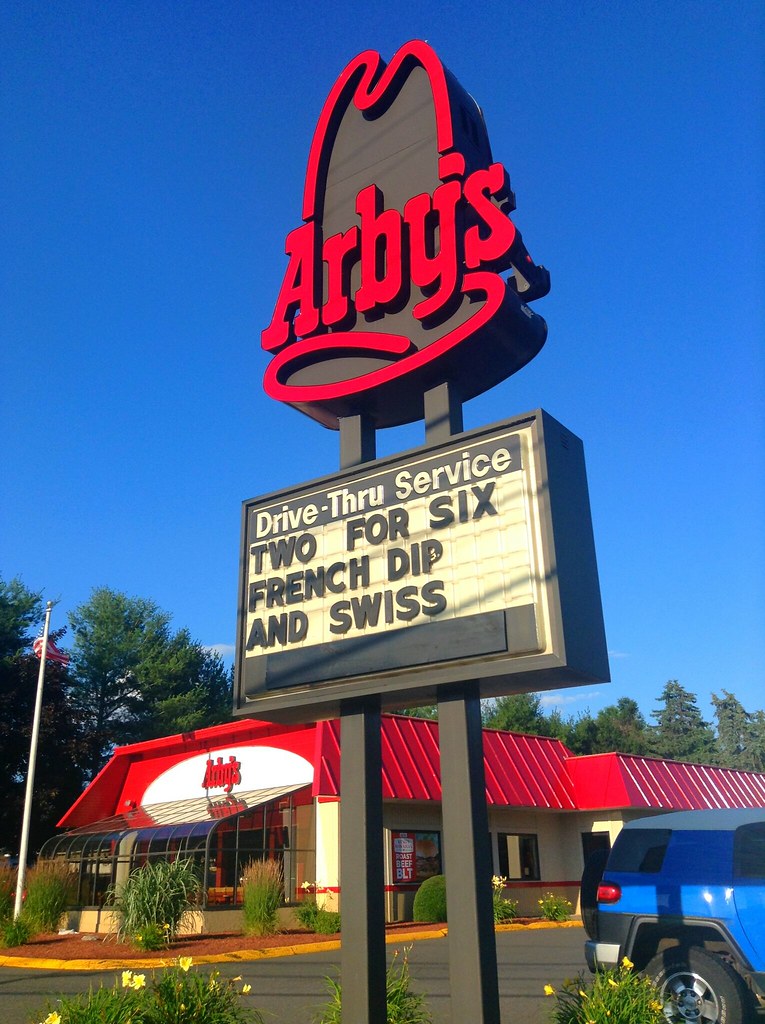 Arby's
Drive-Thru Service
TWO FOR SIX
FRENCH DIP
AND SWISS
Arby's
ROAST
BEEF
BLT